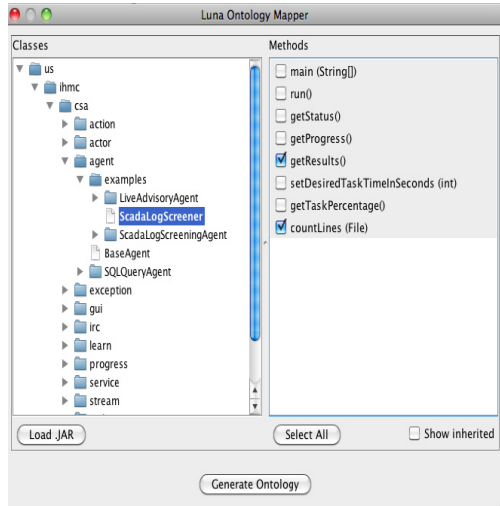 Luna Ontology Mapper
Classes
us
ihmc
csa
action
actor
agent
examples
LiveAdvisoryAgent
ScadaLogScreener
ScadaLogScreeningAgent
BaseAgent
SQLQueryAgent
exception
gui
irc
learn
progress
service
stream
Load .JAR
Methods
main (String[])
run()
getStatus()
getProgress()
getResults()
setDesiredTaskTimeInSeconds (int)
getTaskPercentage()
countLines (File)
Select All
Show inherited
Generate Ontology